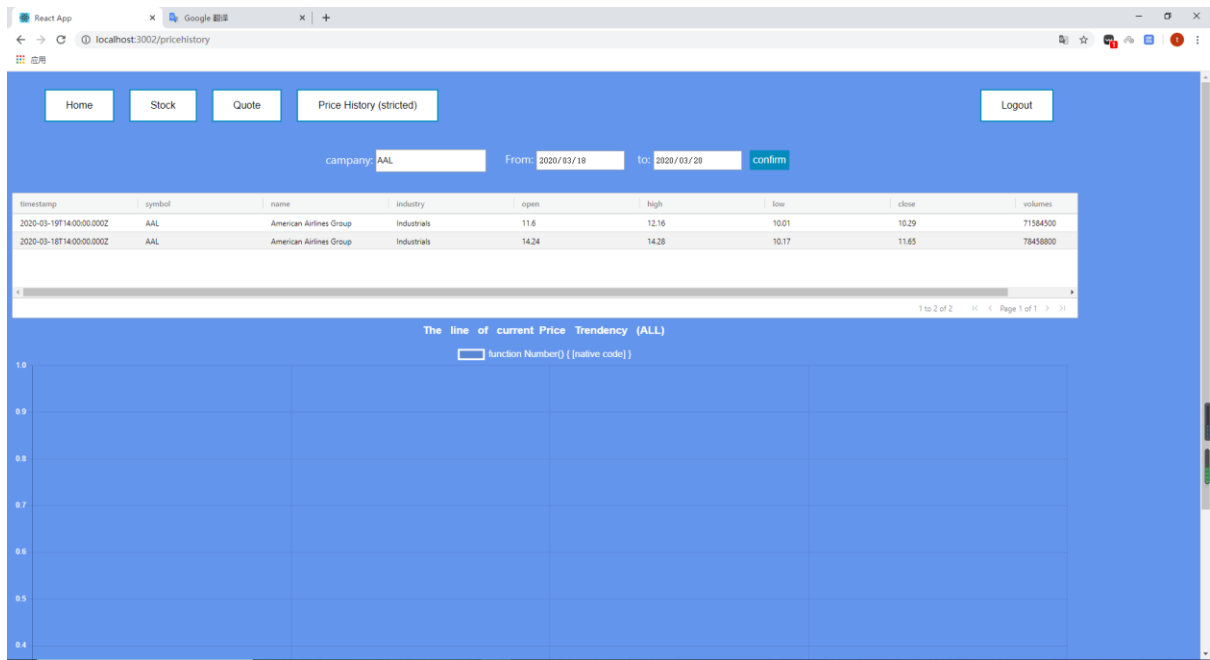 React App Google 翻译
localhost:3002/pricehistory
应用
Home Stock Quote Price History (stricted) Logout
campany: AAL From: 2020/03/18 to: 2020/03/20 confirm
timestamp symbol name industry open high low close volumes
2020-03-19T14:00:00.000Z AAL American Airlines Group Industrials 11.6 12.16 10.01 10.29 71584500
2020-03-18T14:00:00.000Z AAL American Airlines Group Industrials 14.24 14.28 10.17 11.65 78458800
1 to 2 of 2 Page 1 of 1
The line of current Price Trendency (ALL)
function Number() { [native code] }
1.0
0.9
0.8
0.7
0.6
0.5
0.4